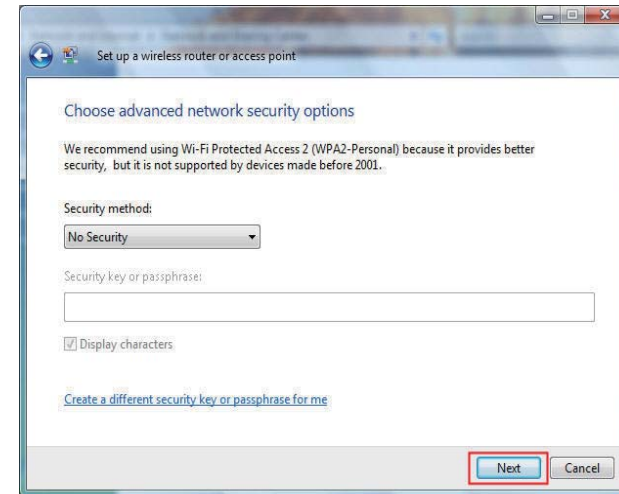 Set up a wireless router or access point
Choose advanced network security options
We recommend using Wi-Fi Protected Access 2 (WPA2-Personal) because it provides better
security, but it is not supported by devices made before 2001.
Security method:
No Security
Security key or passphrase:
Display characters
Create a different security key or passphrase for me
Next
Cancel